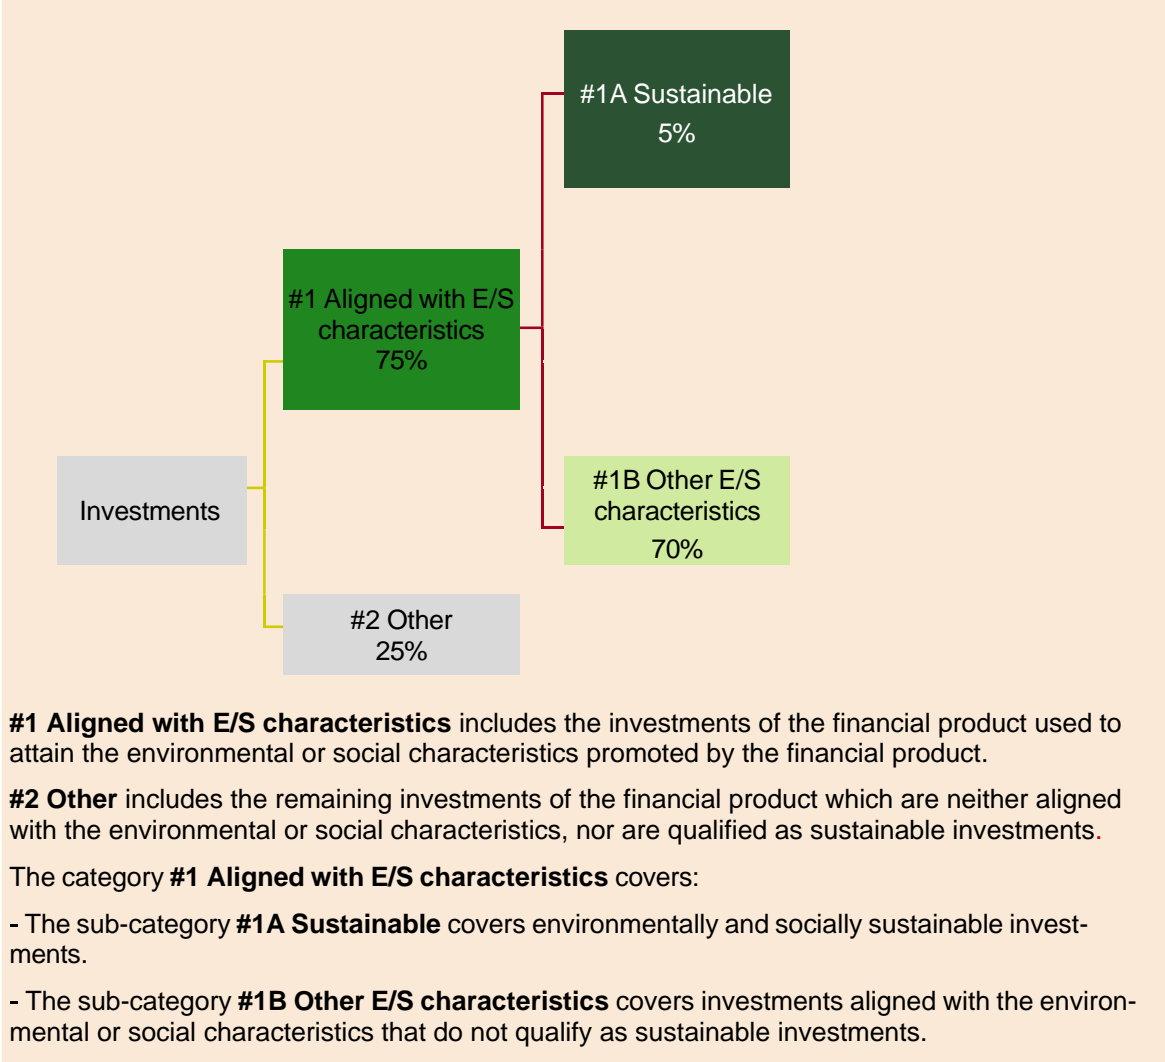 #1A Sustainable
5%
#1 Aligned with E/S
characteristics
75%
#1B Other E/S
characteristics
70%
Investments
#2 Other
25%
#1 Aligned with E/S characteristics includes the investments of the financial product used to
attain the environmental or social characteristics promoted by the financial product.
#2 Other includes the remaining investments of the financial product which are neither aligned
with the environmental or social characteristics, nor are qualified as sustainable investments.
The category #1 Aligned with E/S characteristics covers:
- The sub-category #1A Sustainable covers environmentally and socially sustainable invest-
ments.
- The sub-category #1B Other E/S characteristics covers investments aligned with the environ-
mental or social characteristics that do not qualify as sustainable investments.